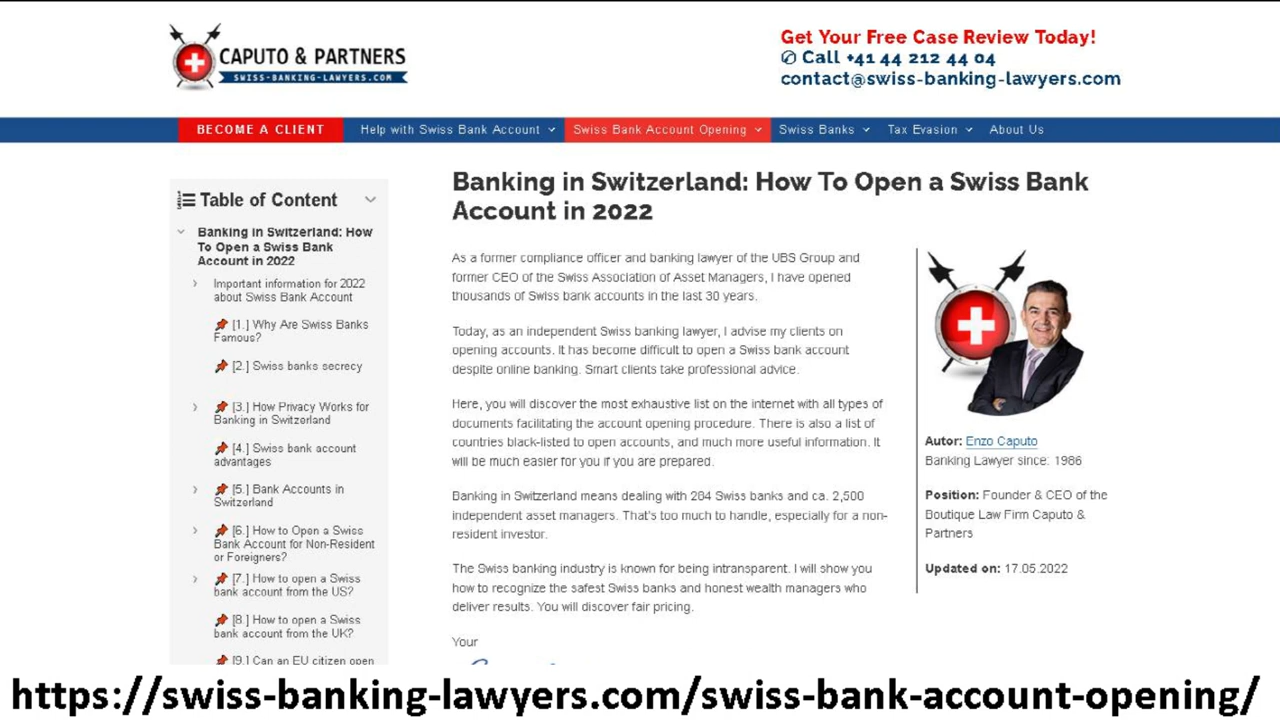 CAPUTO & PARTNERS
SWISS-BANKING-LAWYERS.COM
Get Your Free Case Review Today!
✆ Call +41 44 212 44 04
contact@swiss-banking-lawyers.com
BECOME A CLIENT
Help with Swiss Bank Account
Swiss Bank Account Opening
Swiss Banks
Tax Evasion
About Us
Table of Content
Banking in Switzerland: How
To Open a Swiss Bank
Account in 2022
Important information for 2022
about Swiss Bank Account
📌 [1.] Why Are Swiss Banks
Famous?
📌 [2.] Swiss banks secrecy
📌 [3.] How Privacy Works for
Banking in Switzerland
📌 [4.] Swiss bank account
advantages
📌 [5.] Bank Accounts in
Switzerland
📌 [6.] How to Open a Swiss
Bank Account for Non-Resident
or Foreigners?
📌 [7.] How to open a Swiss
bank account from the US?
📌 [8.] How to open a Swiss
bank account from the UK?
📌 [9.] Can an EU citizen open
Banking in Switzerland: How To Open a Swiss Bank
Account in 2022
As a former compliance officer and banking lawyer of the UBS Group and
former CEO of the Swiss Association of Asset Managers, I have opened
thousands of Swiss bank accounts in the last 30 years.
Today, as an independent Swiss banking lawyer, I advise my clients on
opening accounts. It has become difficult to open a Swiss bank account
despite online banking. Smart clients take professional advice.
Here, you will discover the most exhaustive list on the internet with all types of
documents facilitating the account opening procedure. There is also a list of
countries black-listed to open accounts, and much more useful information. It
will be much easier for you if you are prepared.
Banking in Switzerland means dealing with 284 Swiss banks and ca. 2,500
independent asset managers. That's too much to handle, especially for a non-
resident investor.
The Swiss banking industry is known for being intransparent. I will show you
how to recognize the safest Swiss banks and honest wealth managers who
deliver results. You will discover fair pricing.
Your
Autor: Enzo Caputo
Banking Lawyer since: 1986
Position: Founder & CEO of the
Boutique Law Firm Caputo &
Partners
Updated on: 17.05.2022
https://swiss-banking-lawyers.com/swiss-bank-account-opening/